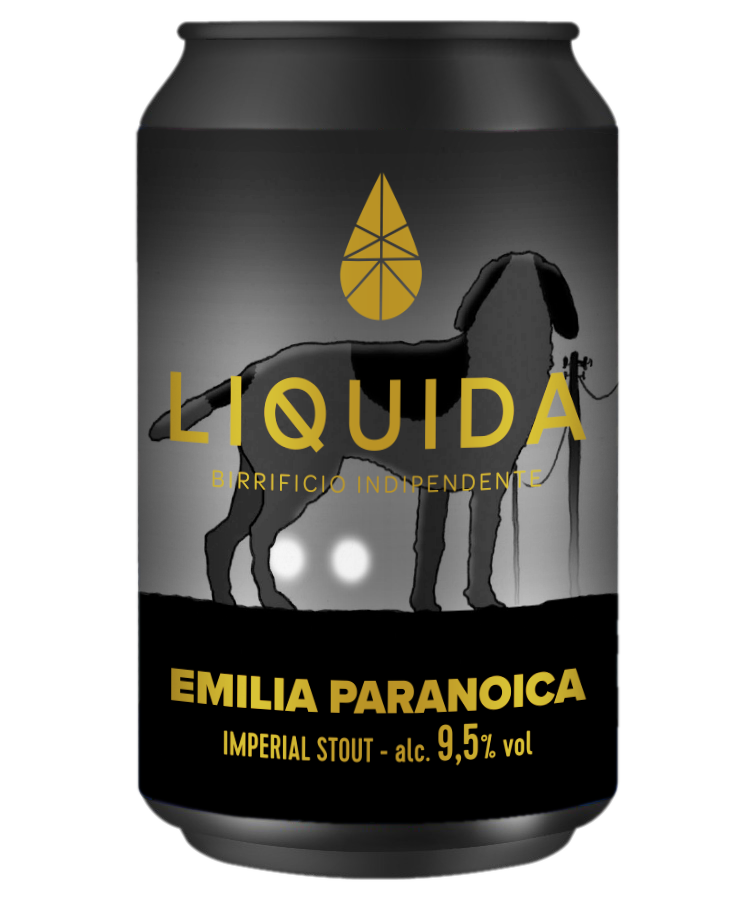 LIQUIDA
BIRRIFICIO INDIPENDENTE
EMILIA PARANOICA
IMPERIAL STOUT - alc. 9,5% vol